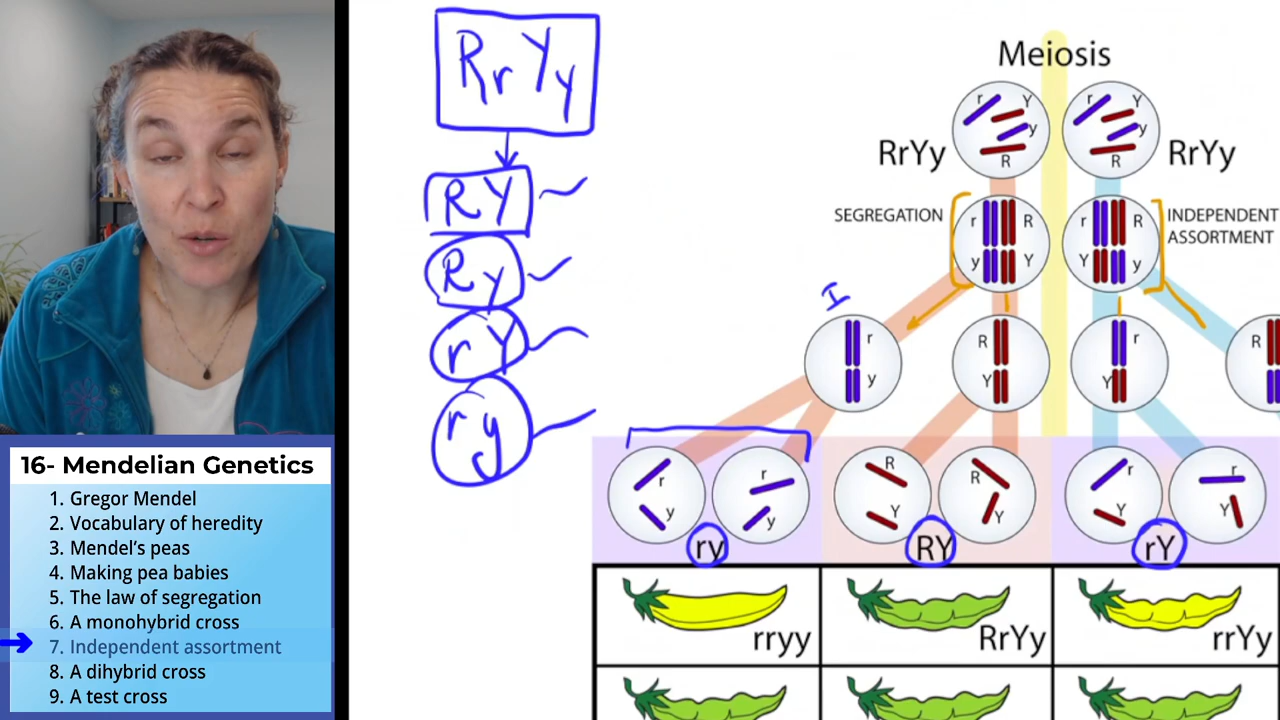 Rr Yy
RY
Ry
rY
ry
16- Mendelian Genetics
1. Gregor Mendel
2. Vocabulary of heredity
3. Mendel's peas
4. Making pea babies
5. The law of segregation
6. A monohybrid cross
7. Independent assortment
8. A dihybrid cross
9. A test cross
Meiosis
r Y r Y
y y
RrYy R R RrYy
SEGREGATION r R r R INDEPENDENT
ASSORTMENT
y Y Y y
I
r R r R
y Y Y
r r R R r r
y y Y Y Y Y
ry RY rY
rryy RrYy rrYy